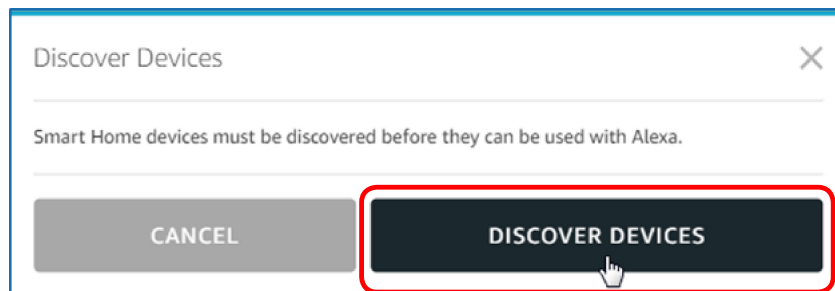 Discover Devices
Smart Home devices must be discovered before they can be used with Alexa.
CANCEL
DISCOVER DEVICES